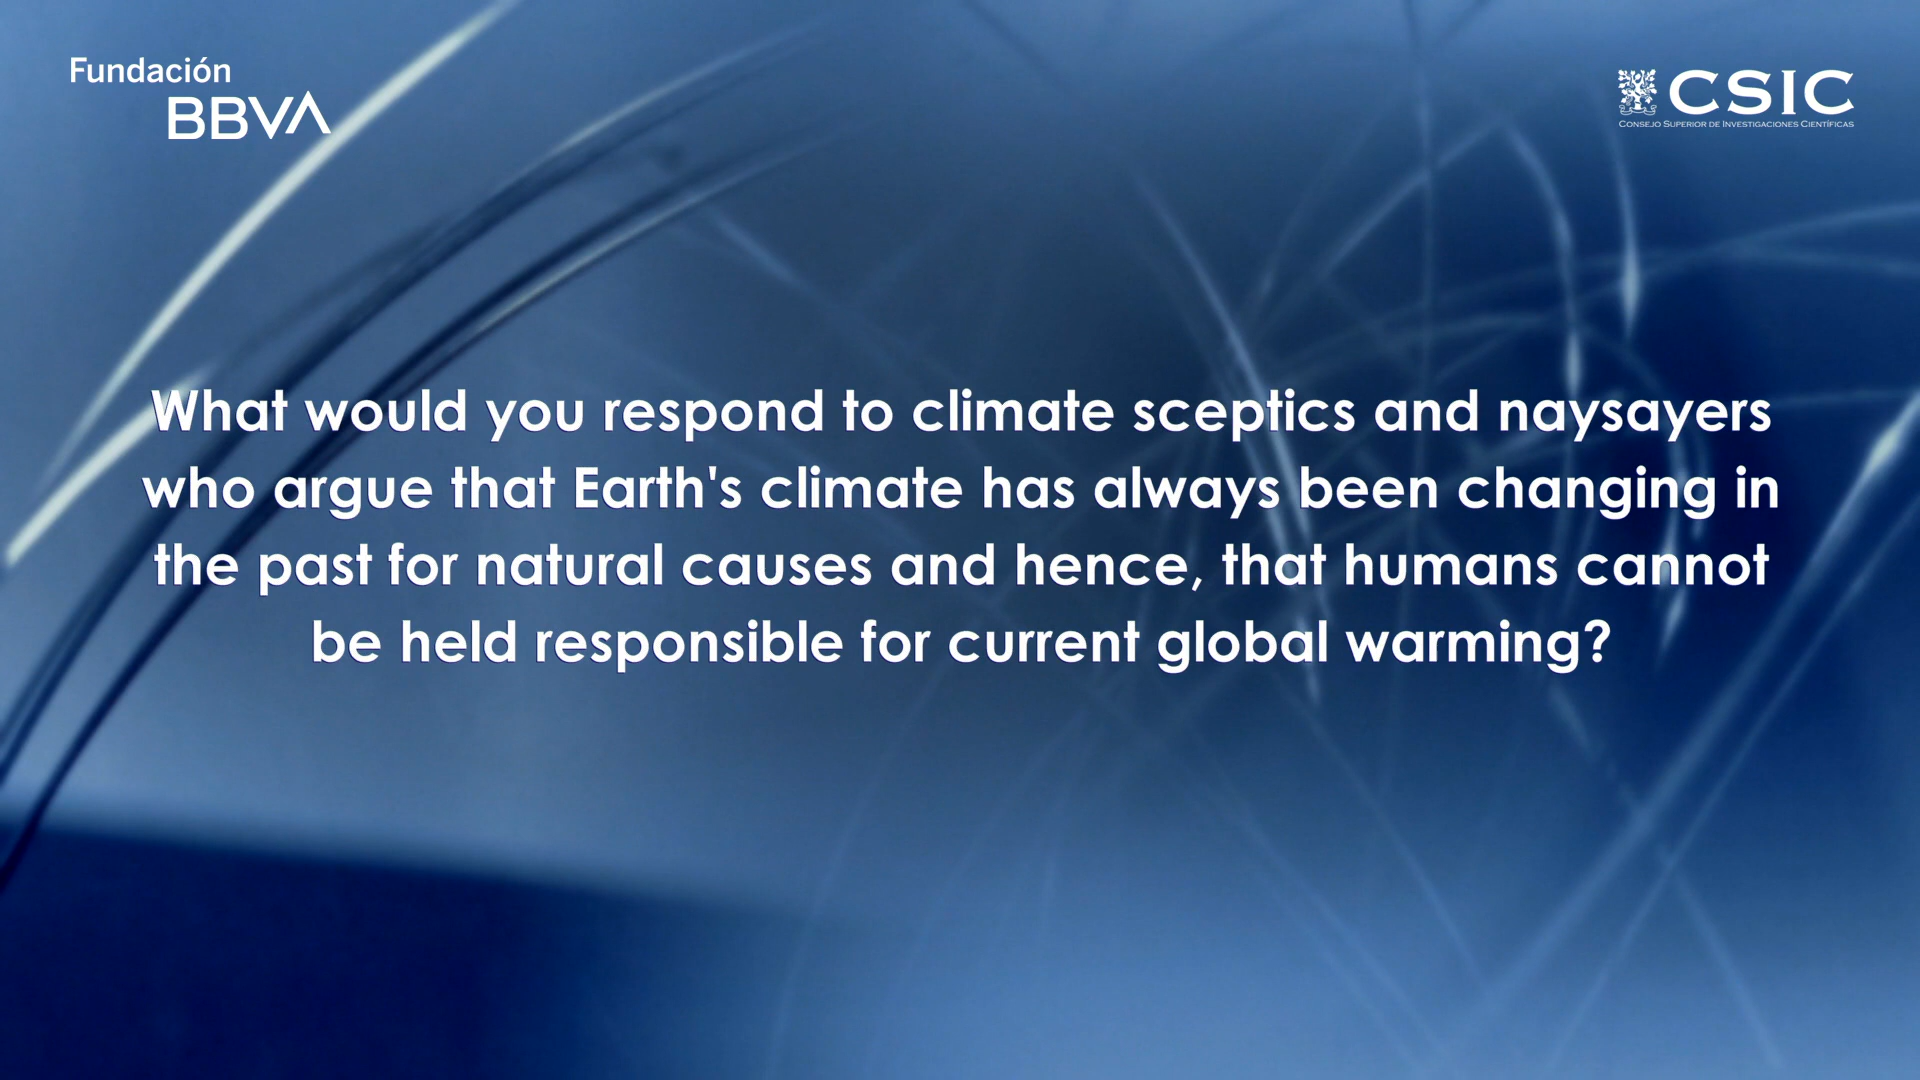 Fundación
BBVA
CSIC
CONSEJO SUPERIOR DE INVESTIGACIONES CIENTÍFICAS
What would you respond to climate sceptics and naysayers
who argue that Earth's climate has always been changing in
the past for natural causes and hence, that humans cannot
be held responsible for current global warming?